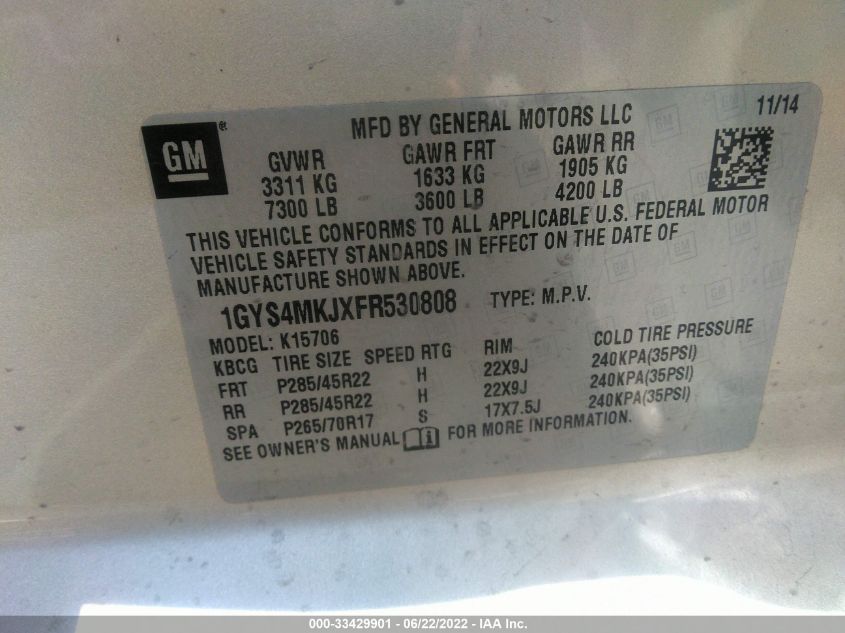 GM®
MFD BY GENERAL MOTORS LLC
11/14
GVWR GAWR FRT GAWR RR
3311 KG 1633 KG 1905 KG
7300 LB 3600 LB 4200 LB
THIS VEHICLE CONFORMS TO ALL APPLICABLE U.S. FEDERAL MOTOR
VEHICLE SAFETY STANDARDS IN EFFECT ON THE DATE OF
MANUFACTURE SHOWN ABOVE.
1GYS4MKJXFR530808 TYPE: M.P.V.
MODEL: K15706
KBCG TIRE SIZE SPEED RTG RIM COLD TIRE PRESSURE
FRT P285/45R22 H 22X9J 240KPA(35PSI)
RR P285/45R22 H 22X9J 240KPA(35PSI)
SPA P265/70R17 S 17X7.5J 240KPA(35PSI)
SEE OWNER'S MANUAL FOR MORE INFORMATION.
000-33429901 - 06/22/2022 - IAA Inc.